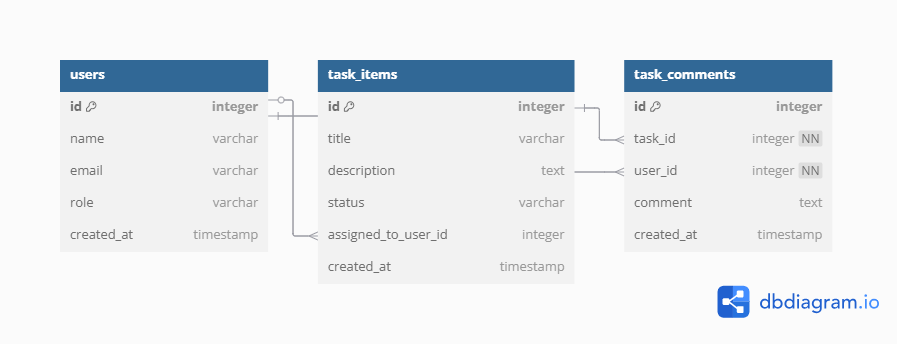 users
id integer
name varchar
email varchar
role varchar
created_at timestamp
task_items
id integer
title varchar
description text
status varchar
assigned_to_user_id integer
created_at timestamp
task_comments
id integer
task_id integer NN
user_id integer NN
comment text
created_at timestamp
dbdiagram.io